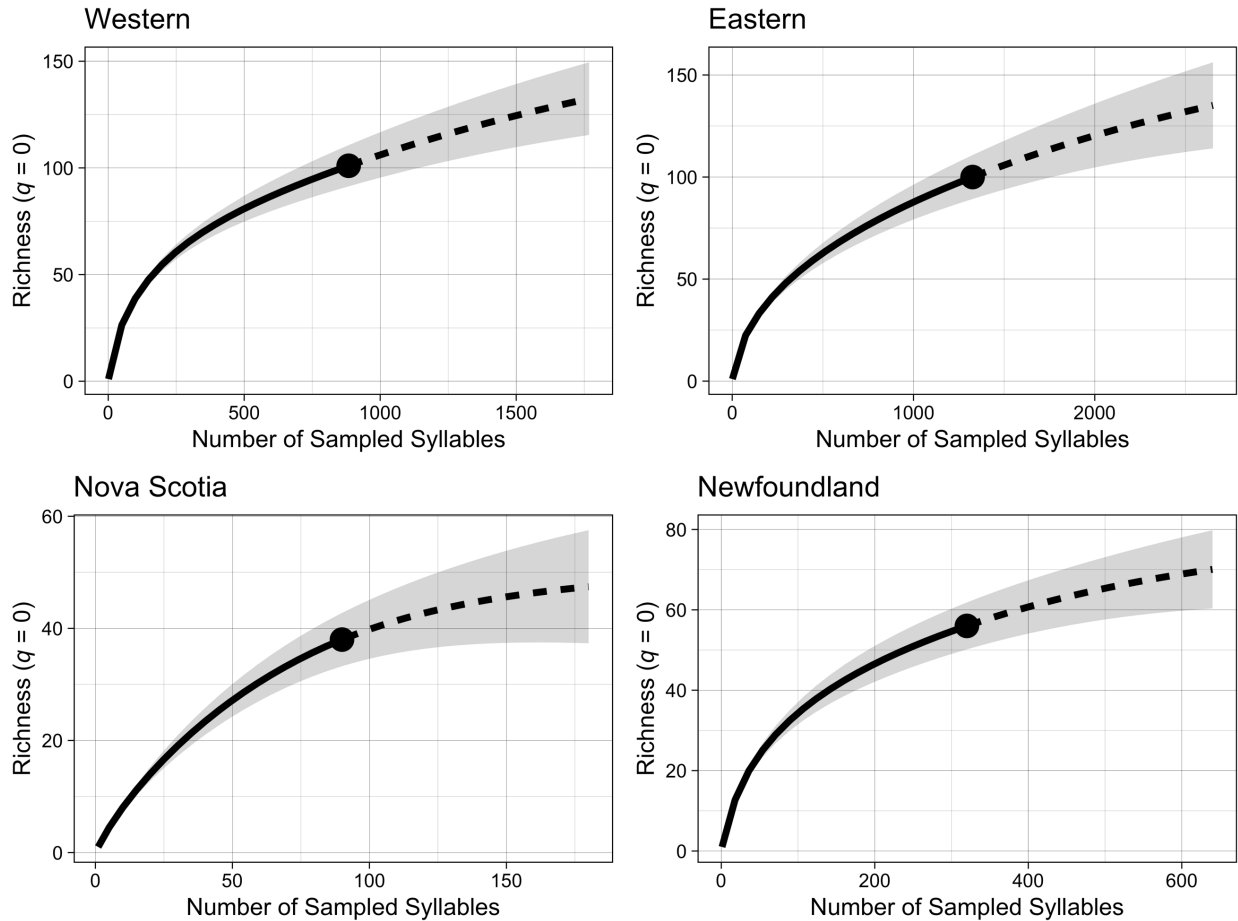 Western
Richness (q = 0)
150
100
50
0
0 500 1000 1500
Number of Sampled Syllables
Eastern
Richness (q = 0)
150
100
50
0
0 1000 2000
Number of Sampled Syllables
Nova Scotia
Richness (q = 0)
60
40
20
0
0 50 100 150
Number of Sampled Syllables
Newfoundland
Richness (q = 0)
80
60
40
20
0
0 200 400 600
Number of Sampled Syllables